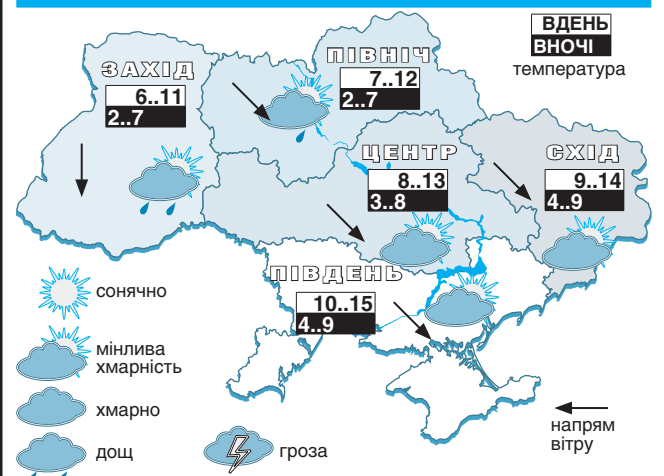 ВДЕНЬ
ВНОЧІ
температура
ЗАХІД
6..11
2..7
ПІВНІЧ
7..12
2..7
ЦЕНТР
8..13
3..8
СХІД
9..14
4..9
ПІВДЕНЬ
10..15
4..9
сонячно
мінлива
хмарність
хмарно
дощ
гроза
напрям
вітру